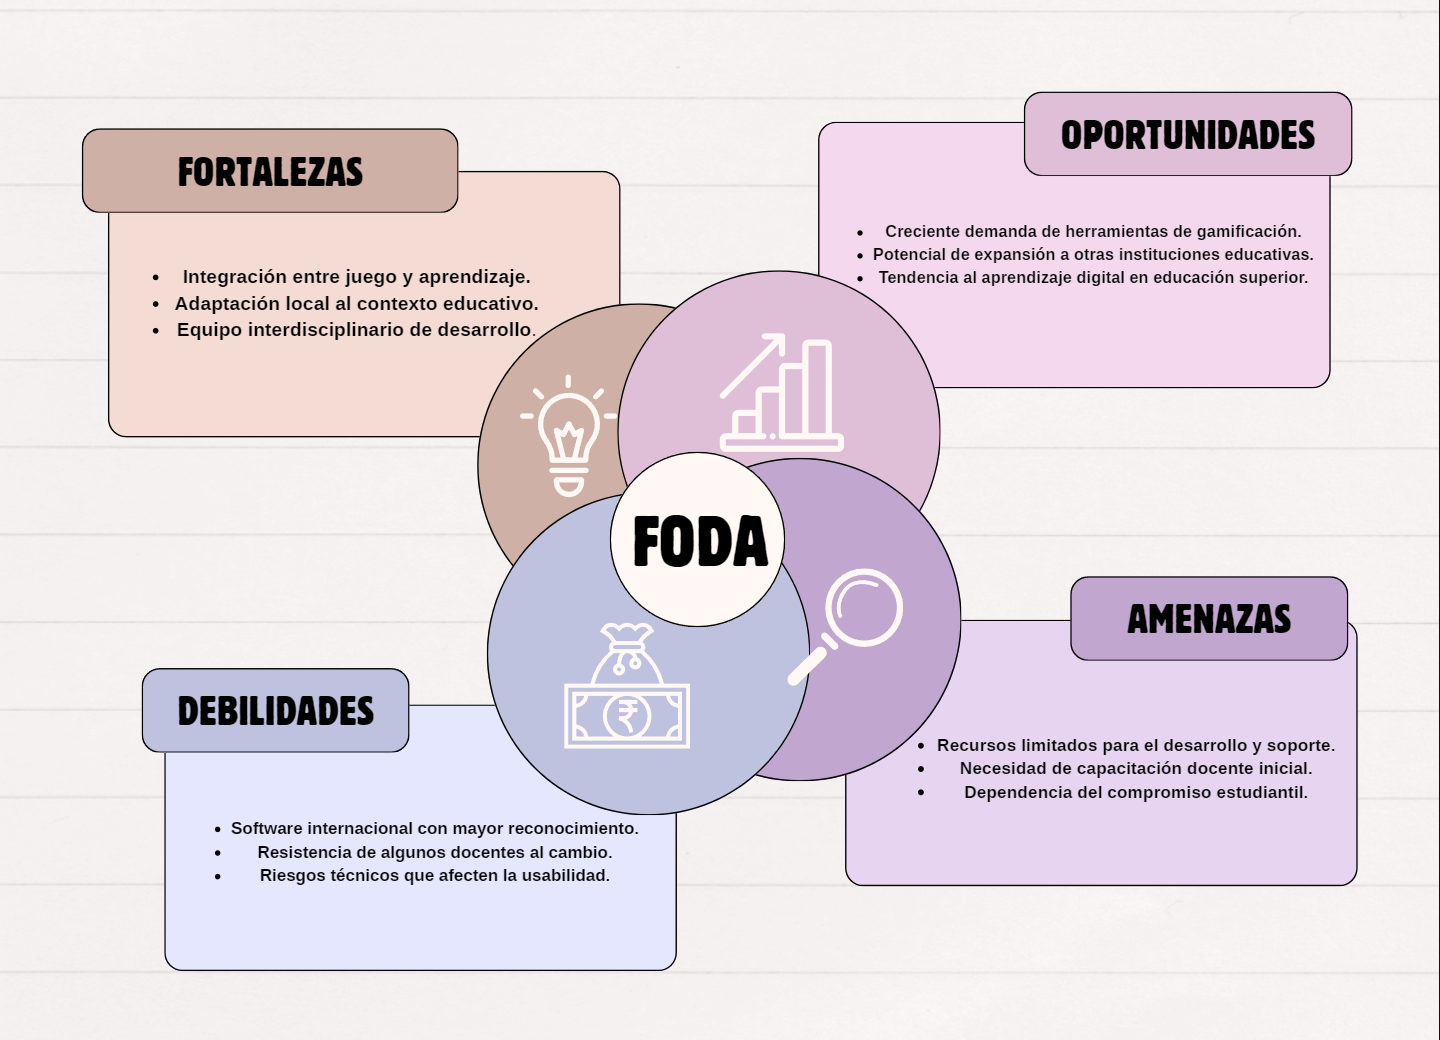 FORTALEZAS
• Integración entre juego y aprendizaje.
• Adaptación local al contexto educativo.
• Equipo interdisciplinario de desarrollo.
OPORTUNIDADES
• Creciente demanda de herramientas de gamificación.
• Potencial de expansión a otras instituciones educativas.
• Tendencia al aprendizaje digital en educación superior.
FODA
₹
DEBILIDADES
• Software internacional con mayor reconocimiento.
• Resistencia de algunos docentes al cambio.
• Riesgos técnicos que afecten la usabilidad.
AMENAZAS
• Recursos limitados para el desarrollo y soporte.
• Necesidad de capacitación docente inicial.
• Dependencia del compromiso estudiantil.